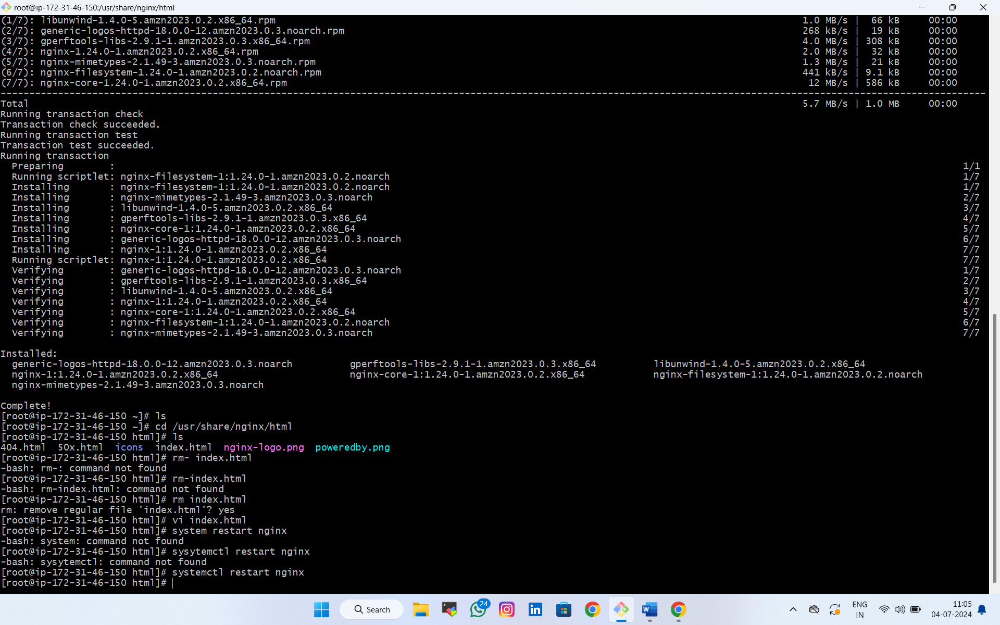 root@ip-172-31-46-150:/usr/share/nginx/html
(1/7): libunwind-1.4.0-5.amzn2023.0.2.x86_64.rpm 1.0 MB/s | 66 kB 00:00
(2/7): generic-logos-httpd-18.0.0-12.amzn2023.0.3.noarch.rpm 268 kB/s | 19 kB 00:00
(3/7): gperftools-libs-2.9.1-1.amzn2023.0.3.x86_64.rpm 4.0 MB/s | 308 kB 00:00
(4/7): nginx-1.24.0-1.amzn2023.0.2.x86_64.rpm 2.0 MB/s | 32 kB 00:00
(5/7): nginx-mimetypes-2.1.49-3.amzn2023.0.3.noarch.rpm 1.3 MB/s | 21 kB 00:00
(6/7): nginx-filesystem-1.24.0-1.amzn2023.0.2.noarch.rpm 441 kB/s | 9.1 kB 00:00
(7/7): nginx-core-1.24.0-1.amzn2023.0.2.x86_64.rpm 12 MB/s | 586 kB 00:00
--------------------------------------------------------------------------------
Total 5.7 MB/s | 1.0 MB 00:00
Running transaction check
Transaction check succeeded.
Running transaction test
Transaction test succeeded.
Running transaction
Preparing : 1/1
Running scriptlet: nginx-filesystem-1:1.24.0-1.amzn2023.0.2.noarch 1/7
Installing : nginx-filesystem-1:1.24.0-1.amzn2023.0.2.noarch 1/7
Installing : nginx-mimetypes-2.1.49-3.amzn2023.0.3.noarch 2/7
Installing : libunwind-1.4.0-5.amzn2023.0.2.x86_64 3/7
Installing : gperftools-libs-2.9.1-1.amzn2023.0.3.x86_64 4/7
Installing : nginx-core-1:1.24.0-1.amzn2023.0.2.x86_64 5/7
Installing : generic-logos-httpd-18.0.0-12.amzn2023.0.3.noarch 6/7
Installing : nginx-1:1.24.0-1.amzn2023.0.2.x86_64 7/7
Running scriptlet: nginx-1:1.24.0-1.amzn2023.0.2.x86_64 7/7
Verifying : generic-logos-httpd-18.0.0-12.amzn2023.0.3.noarch 1/7
Verifying : gperftools-libs-2.9.1-1.amzn2023.0.3.x86_64 2/7
Verifying : libunwind-1.4.0-5.amzn2023.0.2.x86_64 3/7
Verifying : nginx-1:1.24.0-1.amzn2023.0.2.x86_64 4/7
Verifying : nginx-core-1:1.24.0-1.amzn2023.0.2.x86_64 5/7
Verifying : nginx-filesystem-1:1.24.0-1.amzn2023.0.2.noarch 6/7
Verifying : nginx-mimetypes-2.1.49-3.amzn2023.0.3.noarch 7/7
Installed:
generic-logos-httpd-18.0.0-12.amzn2023.0.3.noarch gperftools-libs-2.9.1-1.amzn2023.0.3.x86_64 libunwind-1.4.0-5.amzn2023.0.2.x86_64
nginx-1:1.24.0-1.amzn2023.0.2.x86_64 nginx-core-1:1.24.0-1.amzn2023.0.2.x86_64 nginx-filesystem-1:1.24.0-1.amzn2023.0.2.noarch
nginx-mimetypes-2.1.49-3.amzn2023.0.3.noarch
Complete!
[root@ip-172-31-46-150 ~]# ls
[root@ip-172-31-46-150 ~]# cd /usr/share/nginx/html
[root@ip-172-31-46-150 html]# ls
404.html 50x.html icons index.html nginx-logo.png poweredby.png
[root@ip-172-31-46-150 html]# rm- index.html
-bash: rm-: command not found
[root@ip-172-31-46-150 html]# rm-index.html
-bash: rm-index.html: command not found
[root@ip-172-31-46-150 html]# rm index.html
rm: remove regular file 'index.html'? yes
[root@ip-172-31-46-150 html]# vi index.html
[root@ip-172-31-46-150 html]# system restart nginx
-bash: system: command not found
[root@ip-172-31-46-150 html]# sysytemctl restart nginx
-bash: sysytemctl: command not found
[root@ip-172-31-46-150 html]# systemctl restart nginx
[root@ip-172-31-46-150 html]#
Search
24
ENG
IN
11:05
04-07-2024